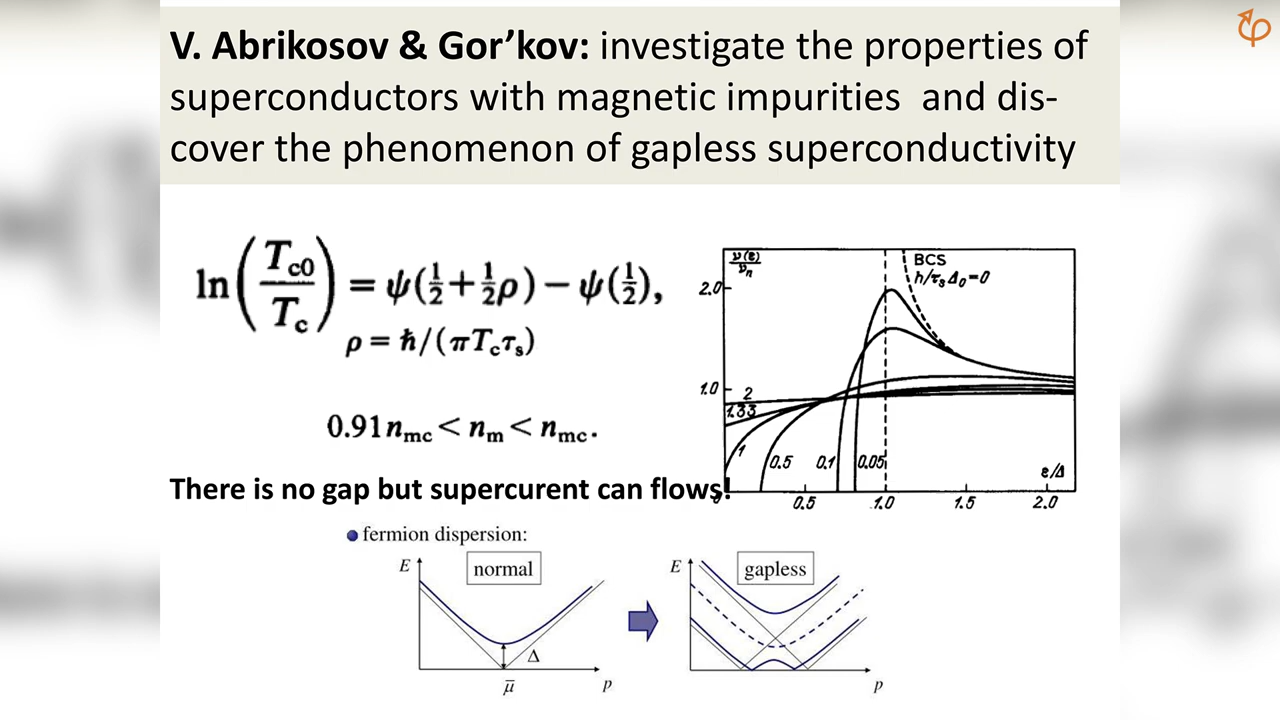 V. Abrikosov & Gor’kov: investigate the properties of
superconductors with magnetic impurities and dis-
cover the phenomenon of gapless superconductivity
ln(Tc0/Tc) = ψ(1/2+1/2ρ)−ψ(1/2),
ρ = ħ/(πTcτs)
0.91nmc < nm < nmc.
There is no gap but supercurent can flows!
ν(ε)/νn
BCS
ħ/τsΔ0=0
2.0
1.0
2
1.33
1
0.5
0.1
0.05
ε/Δ
0
0.5
1.0
1.5
2.0
fermion dispersion:
E
normal
Δ
μ̄
p
E
gapless
p